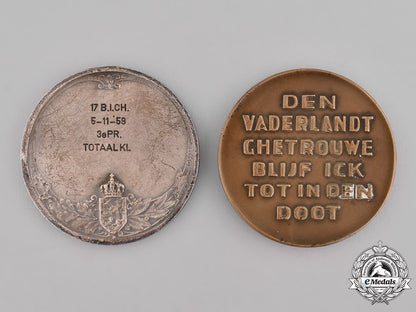 17 B.I.CH.
5-11-59
3e PR.
TOTAAL KL.
DEN
VADERLANDT
GHETROUWE
BLIJF ICK
TOT IN DEN
DOOT
eMedals